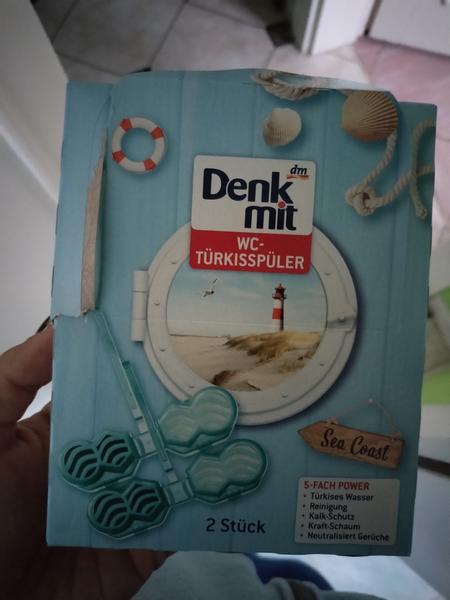 dm
Denk
mit
WC-
TÜRKISSPÜLER
Sea Coast
5-FACH POWER
• Türkises Wasser
• Reinigung
• Kalk-Schutz
• Kraft-Schaum
• Neutralisiert Gerüche
2 Stück